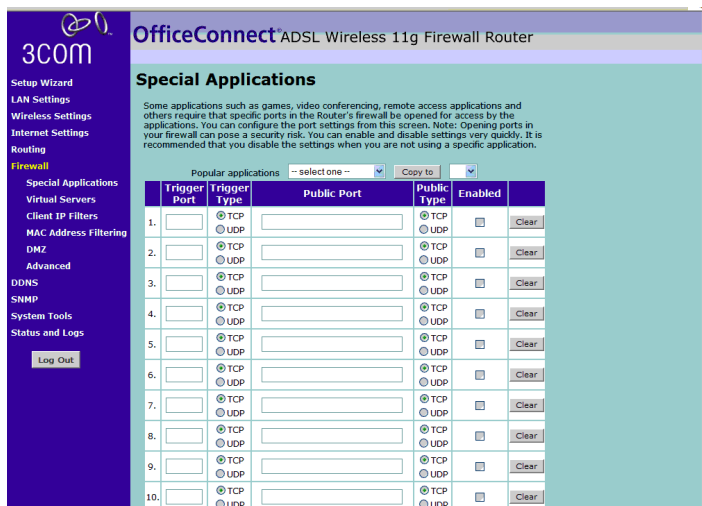 3COM
OfficeConnect® ADSL Wireless 11g Firewall Router
Setup Wizard
LAN Settings
Wireless Settings
Internet Settings
Routing
Firewall
Special Applications
Virtual Servers
Client IP Filters
MAC Address Filtering
DMZ
Advanced
DDNS
SNMP
System Tools
Status and Logs
Log Out
Special Applications
Some applications such as games, video conferencing, remote access applications and
others require that specific ports in the Router's firewall be opened for access by the
applications. You can configure the port settings from this screen. Note: Opening ports in
your firewall can pose a security risk. You can enable and disable settings very quickly. It is
recommended that you disable the settings when you are not using a specific application.
Popular applications -- select one -- Copy to
Trigger Port Trigger Type Public Port Public Type Enabled
1. TCP UDP TCP UDP Clear
2. TCP UDP TCP UDP Clear
3. TCP UDP TCP UDP Clear
4. TCP UDP TCP UDP Clear
5. TCP UDP TCP UDP Clear
6. TCP UDP TCP UDP Clear
7. TCP UDP TCP UDP Clear
8. TCP UDP TCP UDP Clear
9. TCP UDP TCP UDP Clear
10. TCP UDP TCP UDP Clear